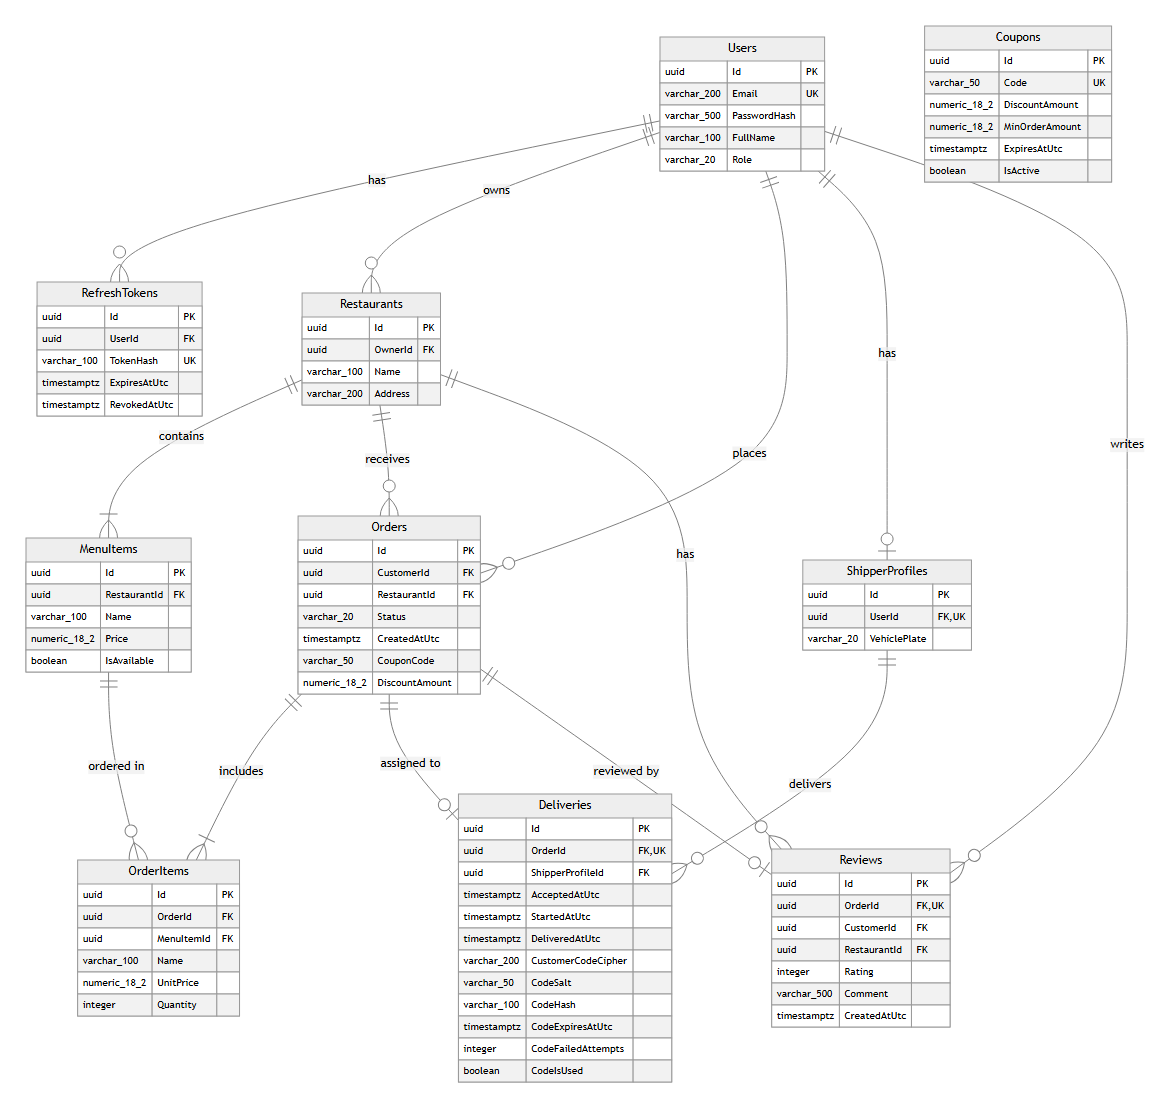 Users
uuid Id PK
varchar_200 Email UK
varchar_500 PasswordHash
varchar_100 FullName
varchar_20 Role
Coupons
uuid Id PK
varchar_50 Code UK
numeric_18_2 DiscountAmount
numeric_18_2 MinOrderAmount
timestamptz ExpiresAtUtc
boolean IsActive
has
owns
RefreshTokens
uuid Id PK
uuid UserId FK
varchar_100 TokenHash UK
timestamptz ExpiresAtUtc
timestamptz RevokedAtUtc
Restaurants
uuid Id PK
uuid OwnerId FK
varchar_100 Name
varchar_200 Address
has
contains
receives
places
writes
MenuItems
uuid Id PK
uuid RestaurantId FK
varchar_100 Name
numeric_18_2 Price
boolean IsAvailable
Orders
uuid Id PK
uuid CustomerId FK
uuid RestaurantId FK
varchar_20 Status
timestamptz CreatedAtUtc
varchar_50 CouponCode
numeric_18_2 DiscountAmount
has
ShipperProfiles
uuid Id PK
uuid UserId FK,UK
varchar_20 VehiclePlate
ordered in
includes
assigned to
reviewed by
delivers
OrderItems
uuid Id PK
uuid OrderId FK
uuid MenuItemId FK
varchar_100 Name
numeric_18_2 UnitPrice
integer Quantity
Deliveries
uuid Id PK
uuid OrderId FK,UK
uuid ShipperProfileId FK
timestamptz AcceptedAtUtc
timestamptz StartedAtUtc
timestamptz DeliveredAtUtc
varchar_200 CustomerCodeCipher
varchar_50 CodeSalt
varchar_100 CodeHash
timestamptz CodeExpiresAtUtc
integer CodeFailedAttempts
boolean CodeIsUsed
Reviews
uuid Id PK
uuid OrderId FK,UK
uuid CustomerId FK
uuid RestaurantId FK
integer Rating
varchar_500 Comment
timestamptz CreatedAtUtc